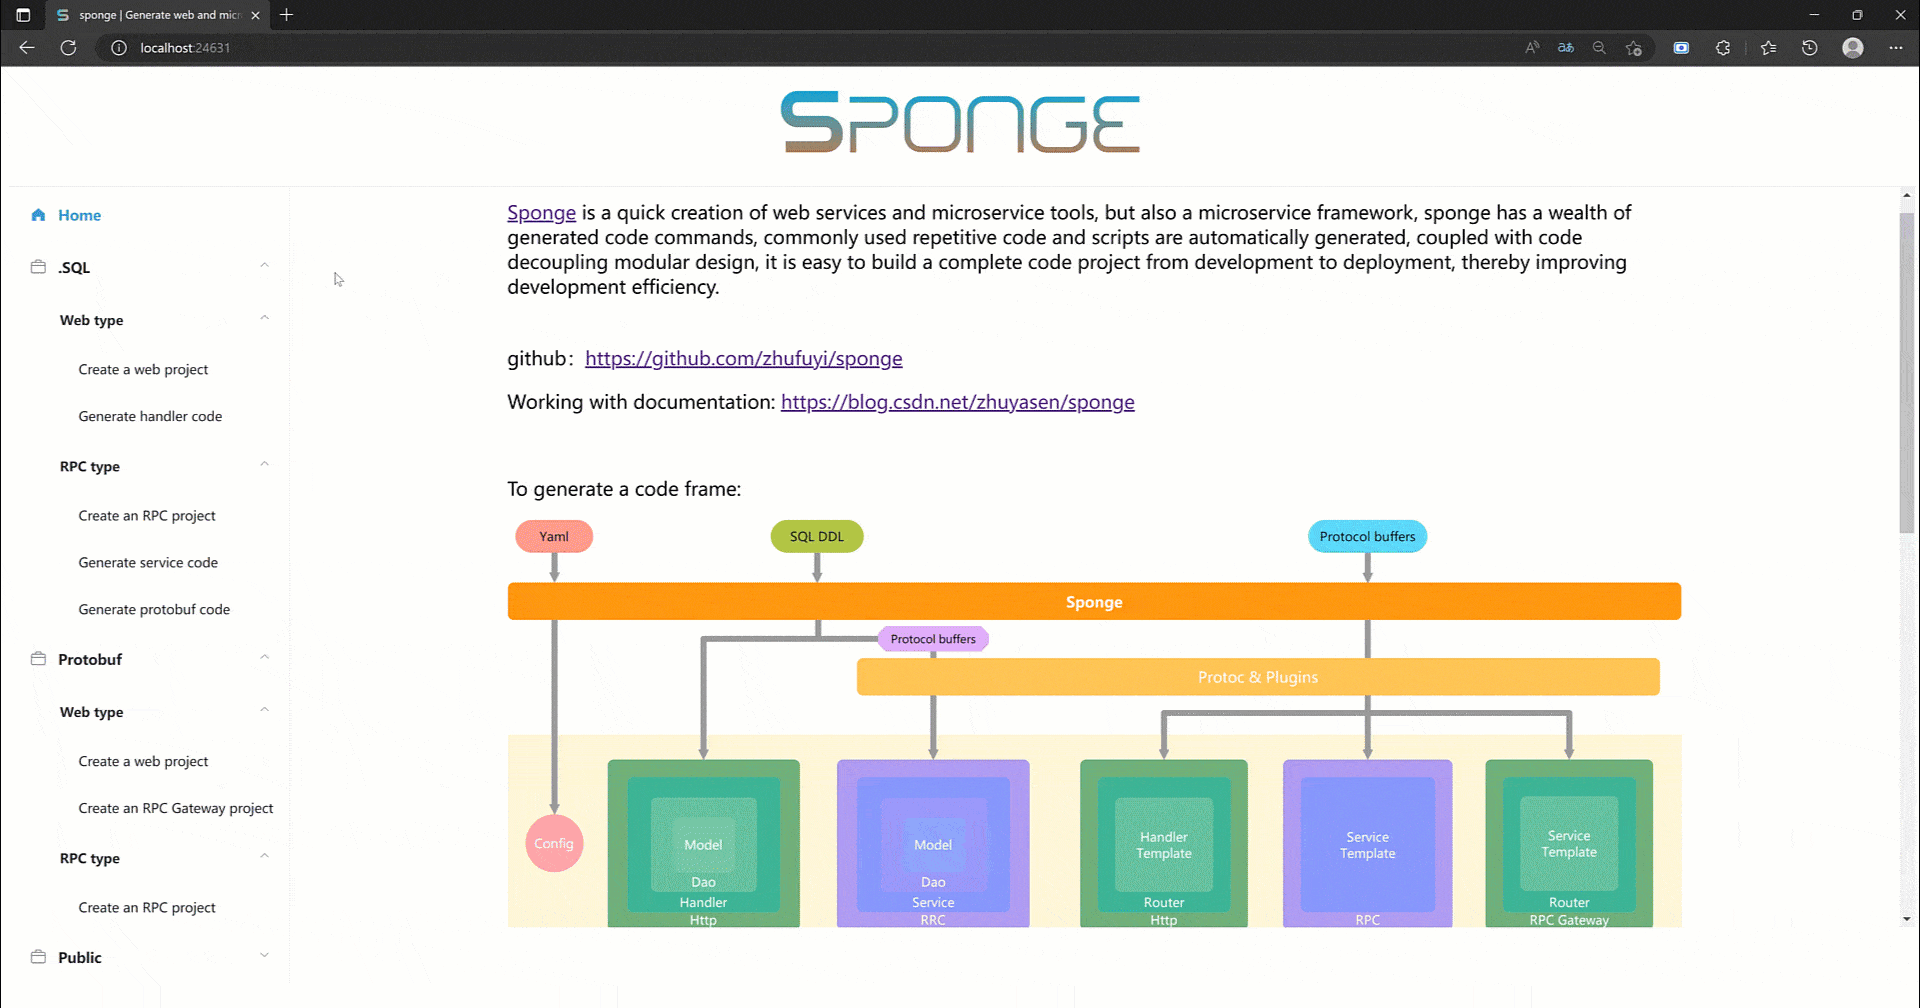 sponge | Generate web and micr
localhost:24631
SPONGE
Home
.SQL
Web type
Create a web project
Generate handler code
RPC type
Create an RPC project
Generate service code
Generate protobuf code
Protobuf
Web type
Create a web project
Create an RPC Gateway project
RPC type
Create an RPC project
Public
Sponge is a quick creation of web services and microservice tools, but also a microservice framework, sponge has a wealth of
generated code commands, commonly used repetitive code and scripts are automatically generated, coupled with code
decoupling modular design, it is easy to build a complete code project from development to deployment, thereby improving
development efficiency.
github：https://github.com/zhufuyi/sponge
Working with documentation: https://blog.csdn.net/zhuyasen/sponge
To generate a code frame:
Yaml
SQL DDL
Protocol buffers
Sponge
Protocol buffers
Protoc & Plugins
Config
Model
Dao
Handler
Http
Model
Dao
Service
RRC
Handler
Template
Router
Http
Service
Template
RPC
Service
Template
Router
RPC Gateway